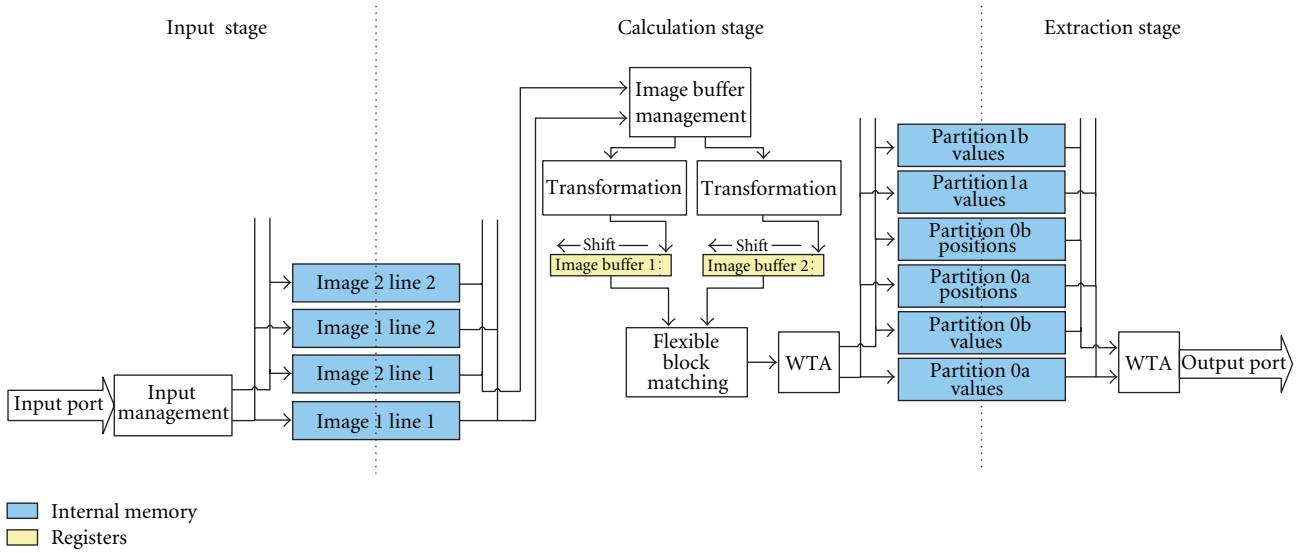 Input stage
Calculation stage
Extraction stage
Image buffer
management
Transformation
Transformation
Shift
Shift
Image buffer 1
Image buffer 2
Partition1b
values
Partition1a
values
Partition 0b
positions
Partition 0a
positions
Partition 0b
values
Partition 0a
values
Image 2 line 2
Image 1 line 2
Image 2 line 1
Image 1 line 1
Input port
Input
management
Flexible
block
matching
WTA
WTA
Output port
Internal memory
Registers